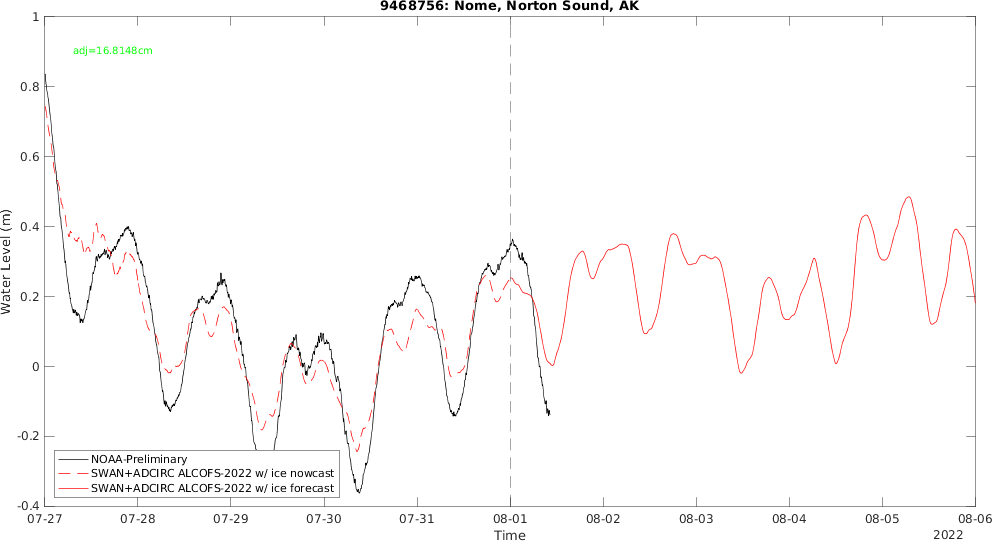 9468756: Nome, Norton Sound, AK
1
adj=16.8148cm
0.8
0.6
0.4
0.2
0
-0.2
-0.4
Water Level (m)
NOAA-Preliminary
SWAN+ADCIRC ALCOFS-2022 w/ ice nowcast
SWAN+ADCIRC ALCOFS-2022 w/ ice forecast
07-27 07-28 07-29 07-30 07-31 08-01 08-02 08-03 08-04 08-05 08-06
Time
2022